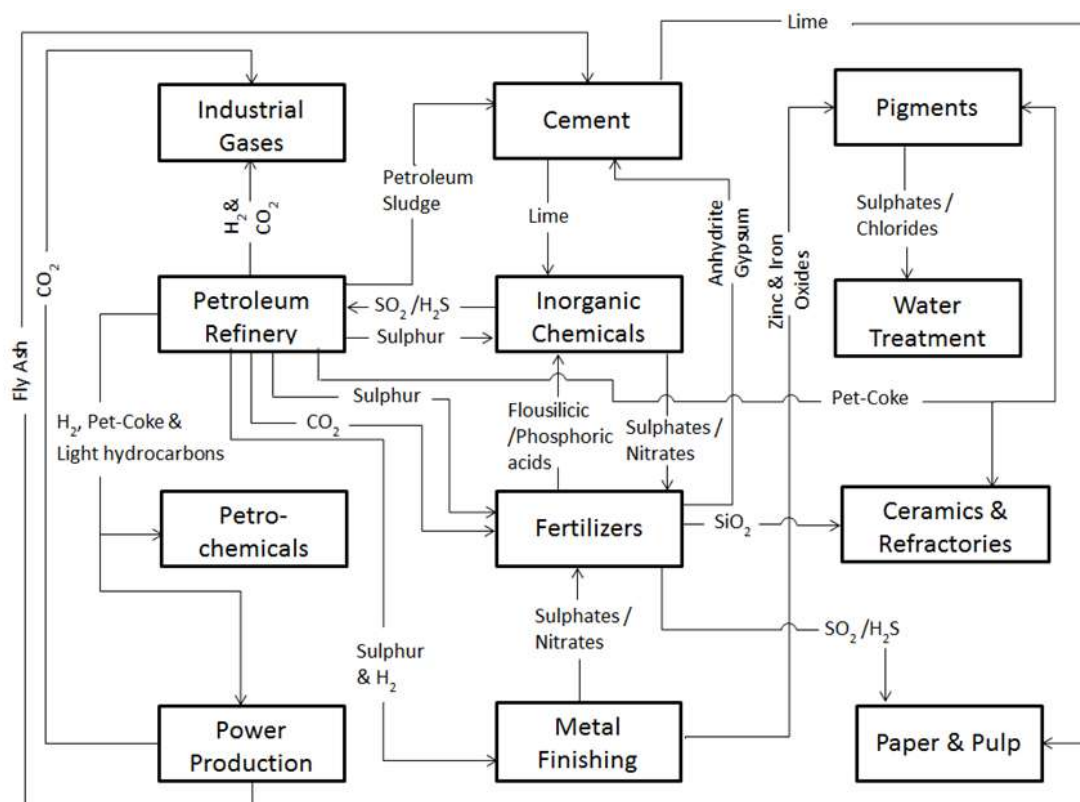 Lime
Industrial
Gases
Cement
Pigments
Petroleum
Sludge
H₂ &
CO₂
Lime
Anhydrite
Gypsum
Zinc & Iron
Oxides
Sulphates /
Chlorides
CO₂
Fly Ash
Petroleum
Refinery
SO₂ /H₂S
Sulphur
Inorganic
Chemicals
Water
Treatment
Sulphur
CO₂
Pet-Coke
H₂, Pet-Coke &
Light hydrocarbons
Flousilicic
/Phosphoric
acids
Sulphates /
Nitrates
Petro-
chemicals
Fertilizers
SiO₂
Ceramics &
Refractories
Sulphates /
Nitrates
SO₂ /H₂S
Sulphur
& H₂
Power
Production
Metal
Finishing
Paper & Pulp